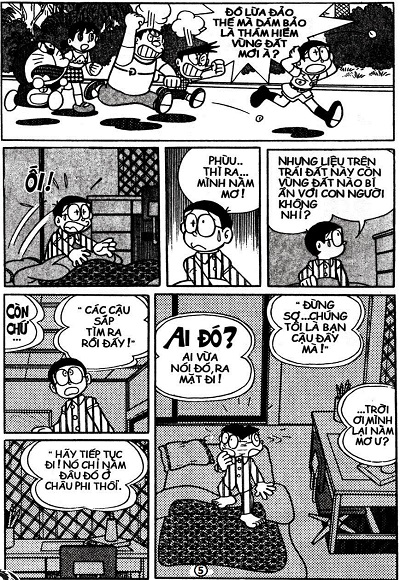 ĐỒ LỪA ĐẢO
THẾ MÀ DÁM BẢO
LÀ THÁM HIỂM
VÙNG ĐẤT
MỚI À?
ỐI!
PHÙU...
THÌ RA...
MÌNH NẰM
MƠ!
NHƯNG LIỆU TRÊN
TRÁI ĐẤT NÀY CÒN
VÙNG ĐẤT NÀO BÍ
ẨN VỚI CON NGƯỜI
KHÔNG
NHỈ?
CÒN
CHỨ
...
"CÁC CẬU
SẮP
TÌM RA
RỒI ĐẤY!"
"HÃY TIẾP TỤC
ĐI! NÓ CHỈ NẰM
ĐÂU ĐÓ Ở
CHÂU PHI THÔI.
AI ĐÓ?
AI VỪA
NÓI ĐÓ, RA
MẶT ĐI!
"ĐỪNG
SỢ...CHÚNG
TÔI LÀ BẠN
CẬU ĐÂY
MÀ!"
...TRỜI
ƠI MÌNH
LẠI NẰM
MƠ Ư?
5